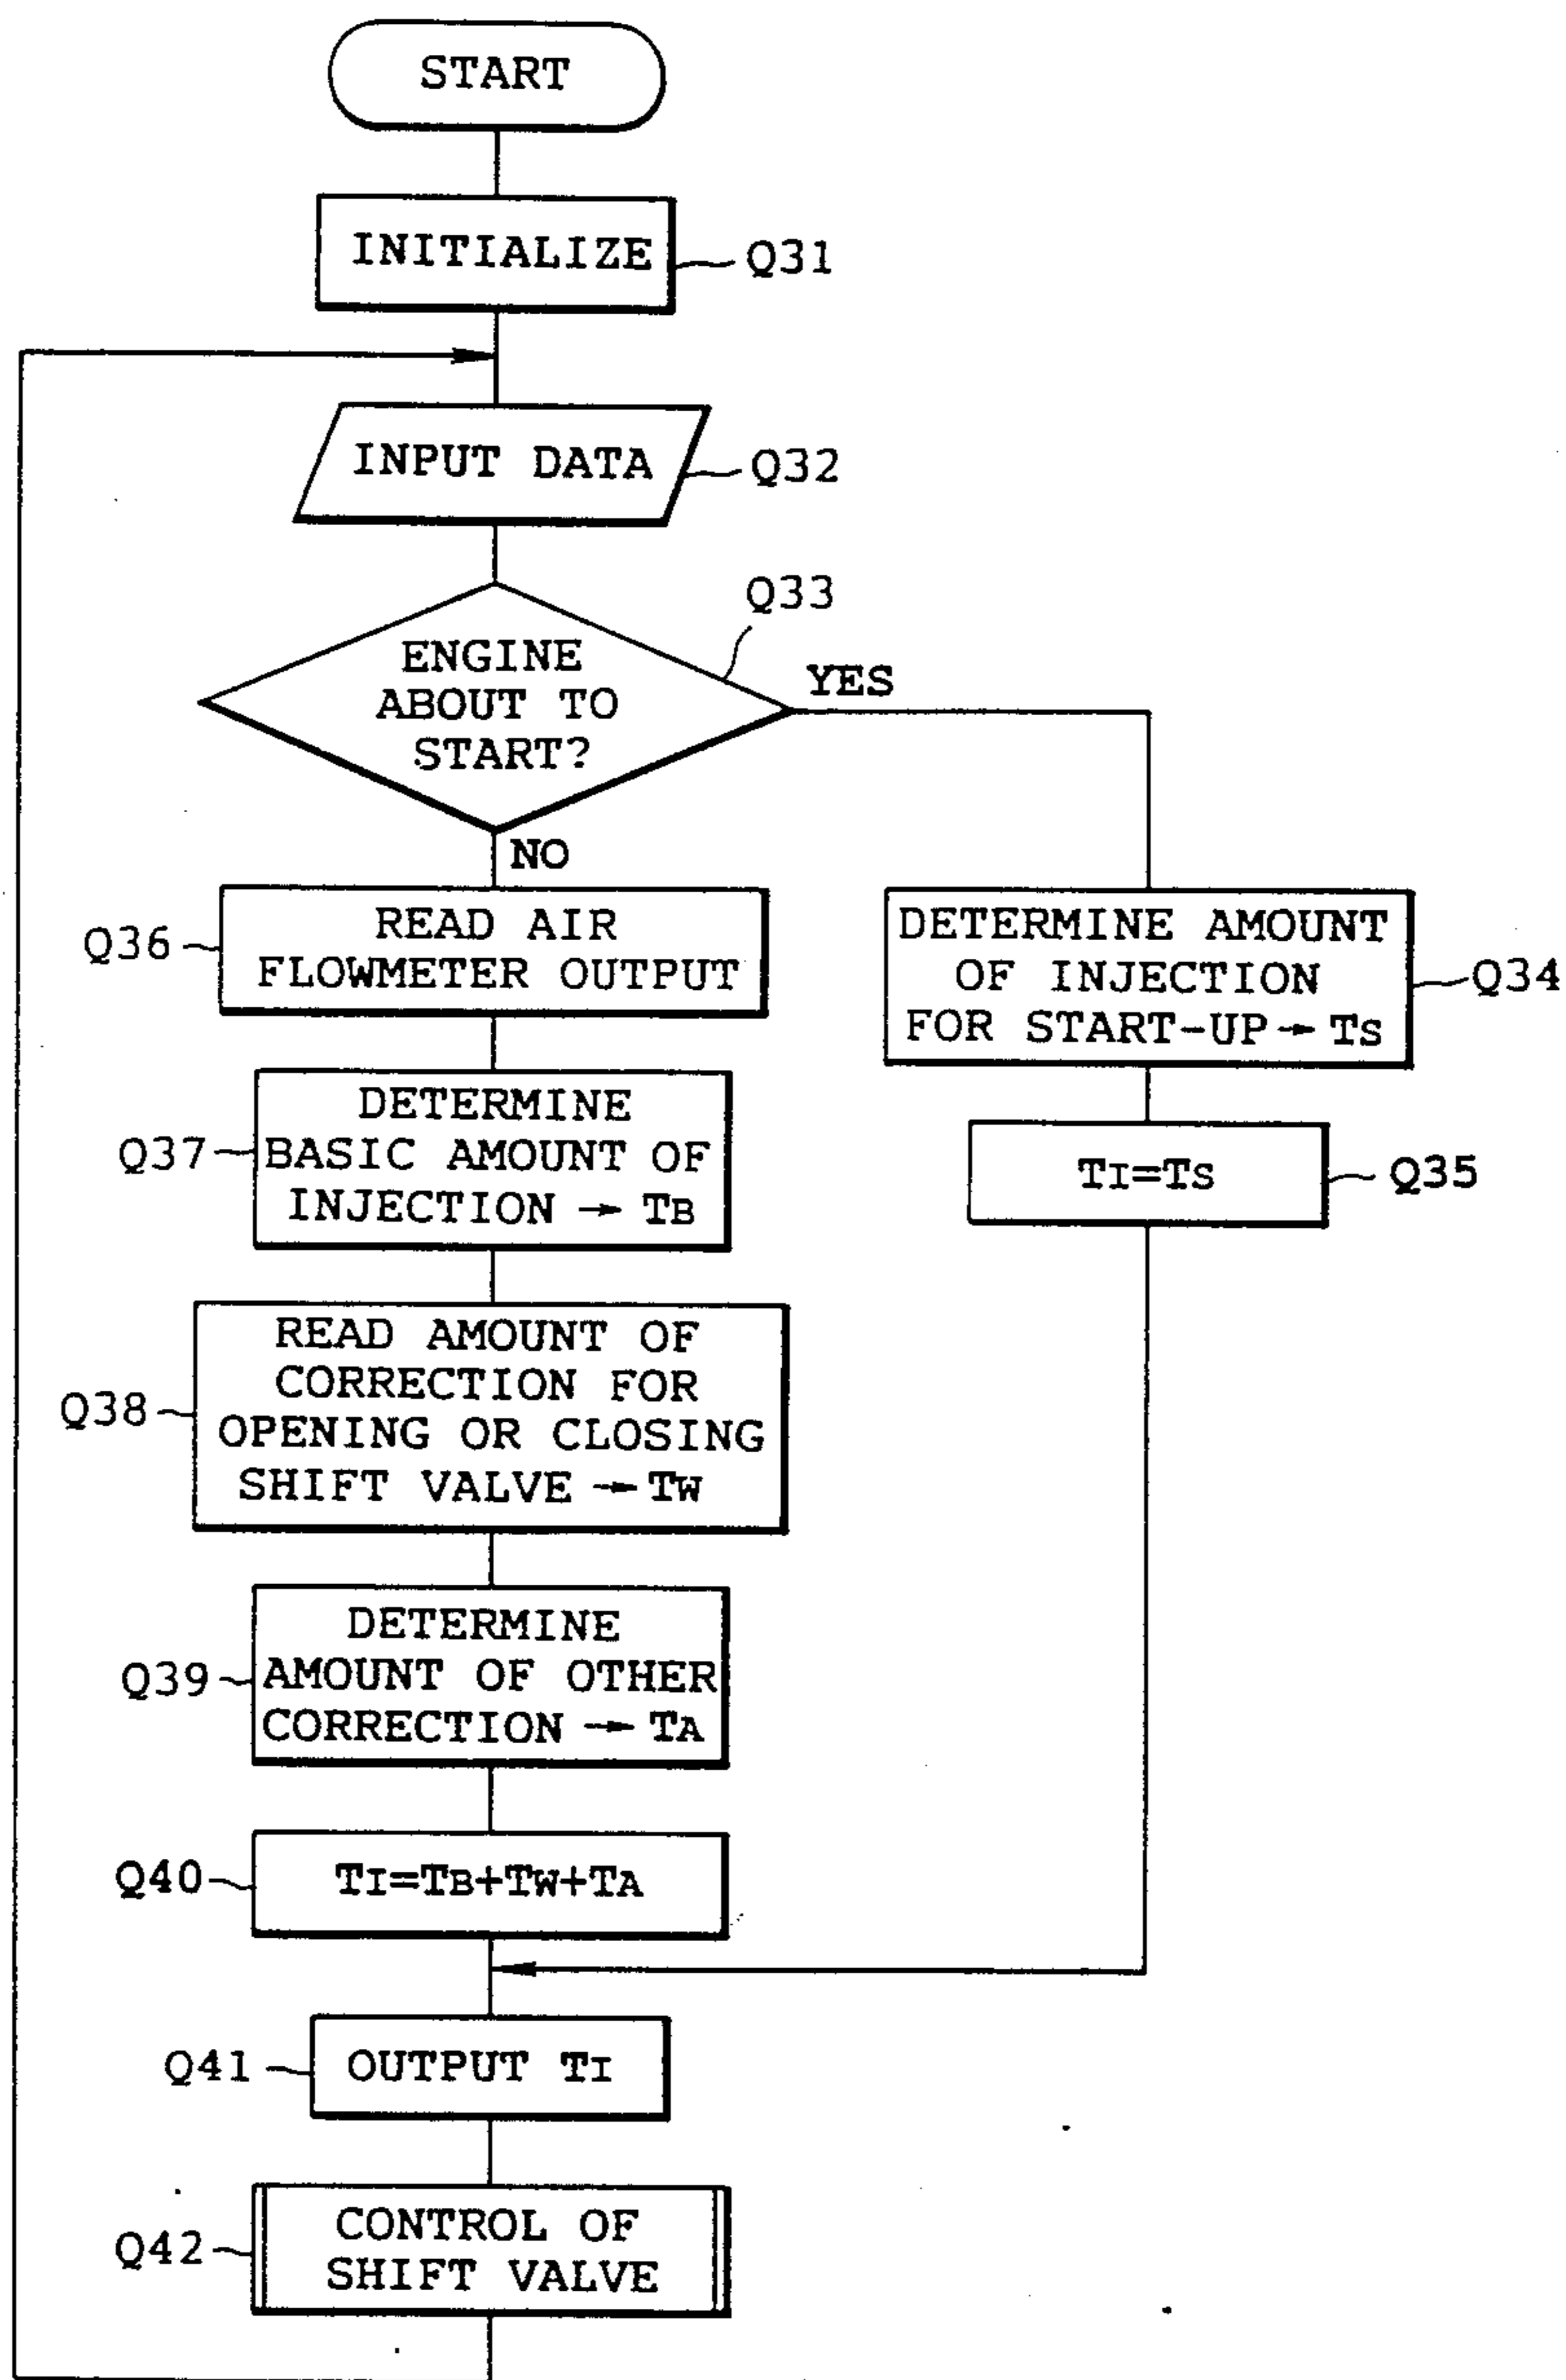 START
INITIALIZE
Q31
INPUT DATA
Q32
Q33
ENGINE
ABOUT TO
START?
YES
NO
Q36
READ AIR
FLOWMETER OUTPUT
DETERMINE AMOUNT
OF INJECTION
FOR START-UP → TS
Q34
Q37
DETERMINE
BASIC AMOUNT OF
INJECTION → TB
TI=TS
Q35
Q38
READ AMOUNT OF
CORRECTION FOR
OPENING OR CLOSING
SHIFT VALVE → TW
Q39
DETERMINE
AMOUNT OF OTHER
CORRECTION → TA
Q40
TI=TB+TW+TA
Q41
OUTPUT TI
Q42
CONTROL OF
SHIFT VALVE